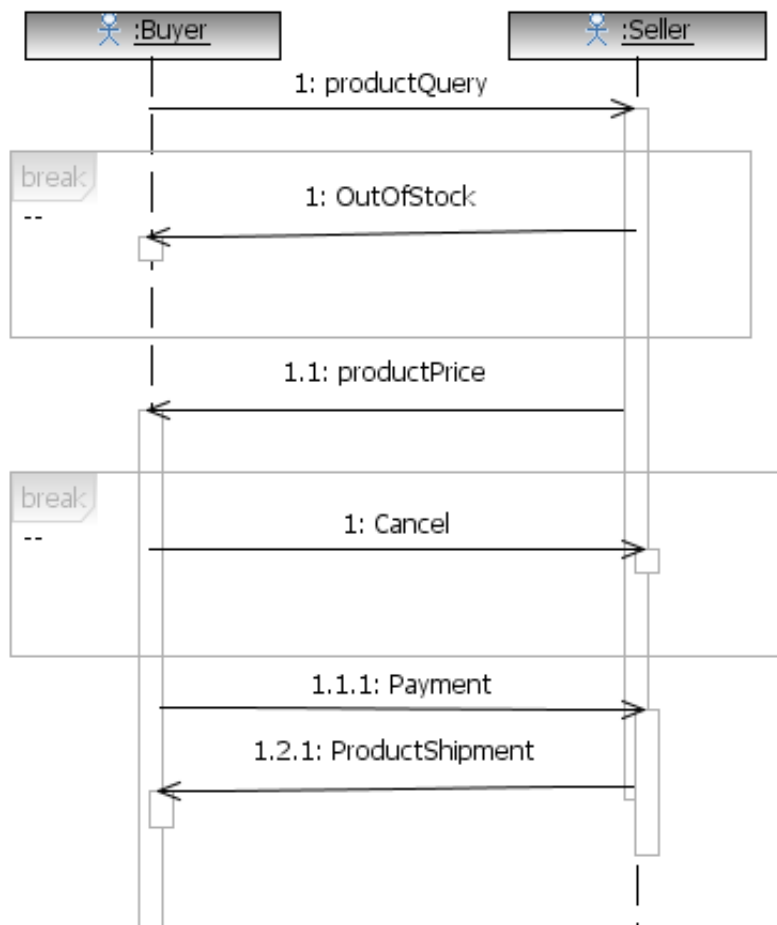 :Buyer :Seller
1: productQuery
break
1: OutOfStock
--
1.1: productPrice
break
1: Cancel
--
1.1.1: Payment
1.2.1: ProductShipment